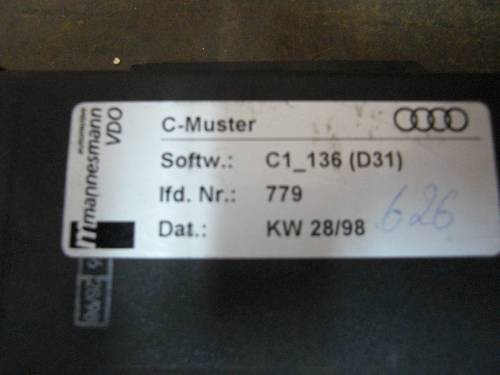 mannesmann
VDO
C-Muster
Softw.: C1_136 (D31)
lfd. Nr.: 779
Dat.: KW 28/98
626